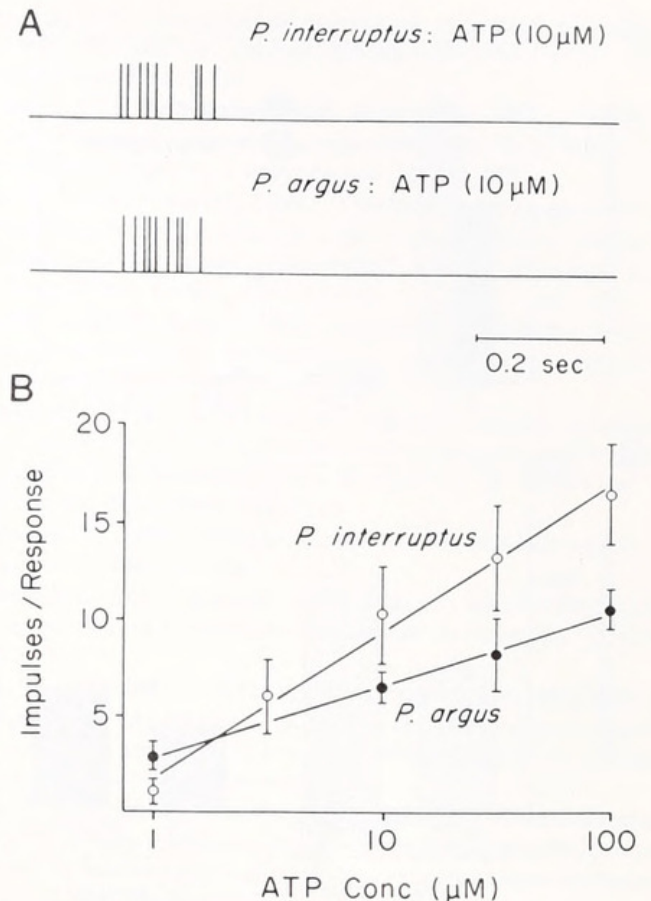 A
P. interruptus: ATP (10μM)
P. argus: ATP (10μM)
0.2 sec
B
20
15
10
5
Impulses / Response
P. interruptus
P. argus
1
10
100
ATP Conc (μM)